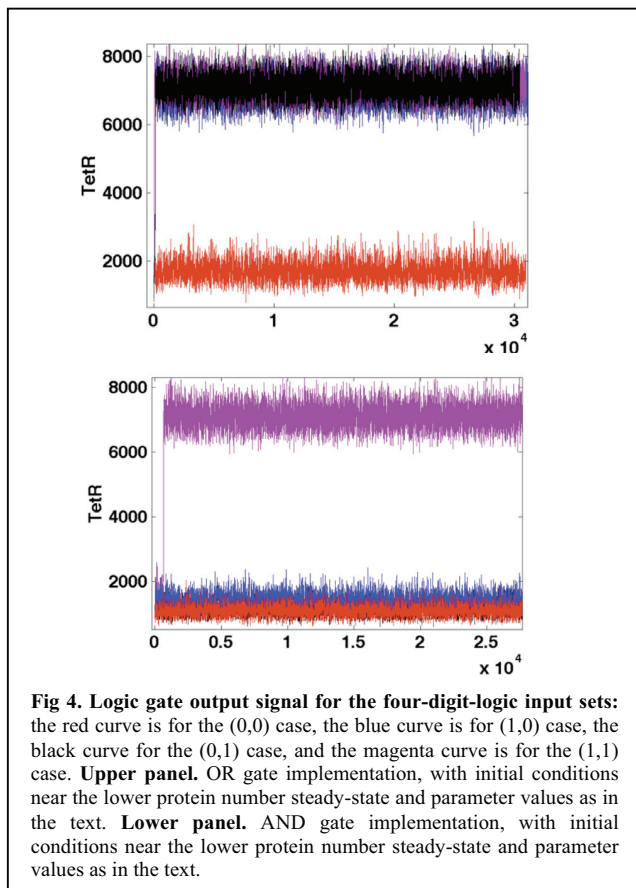 8000
6000
4000
2000
TetR
0
1
2
3
x 10^4
8000
6000
4000
2000
TetR
0
0.5
1
1.5
2
2.5
x 10^4
Fig 4. Logic gate output signal for the four-digit-logic input sets:
the red curve is for the (0,0) case, the blue curve is for (1,0) case, the
black curve for the (0,1) case, and the magenta curve is for the (1,1)
case. Upper panel. OR gate implementation, with initial conditions
near the lower protein number steady-state and parameter values as in
the text. Lower panel. AND gate implementation, with initial
conditions near the lower protein number steady-state and parameter
values as in the text.